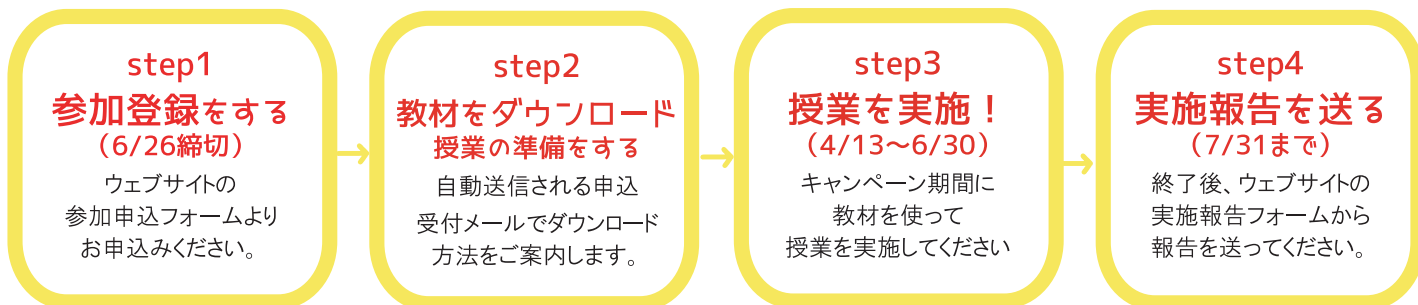 step1
参加登録をする
（6/26締切）
ウェブサイトの
参加申込フォームより
お申込みください。
→
step2
教材をダウンロード
授業の準備をする
自動送信される申込
受付メールでダウンロード
方法をご案内します。
→
step3
授業を実施！
（4/13～6/30）
キャンペーン期間に
教材を使って
授業を実施してください
→
step4
実施報告を送る
（7/31まで）
終了後、ウェブサイトの
実施報告フォームから
報告を送ってください。